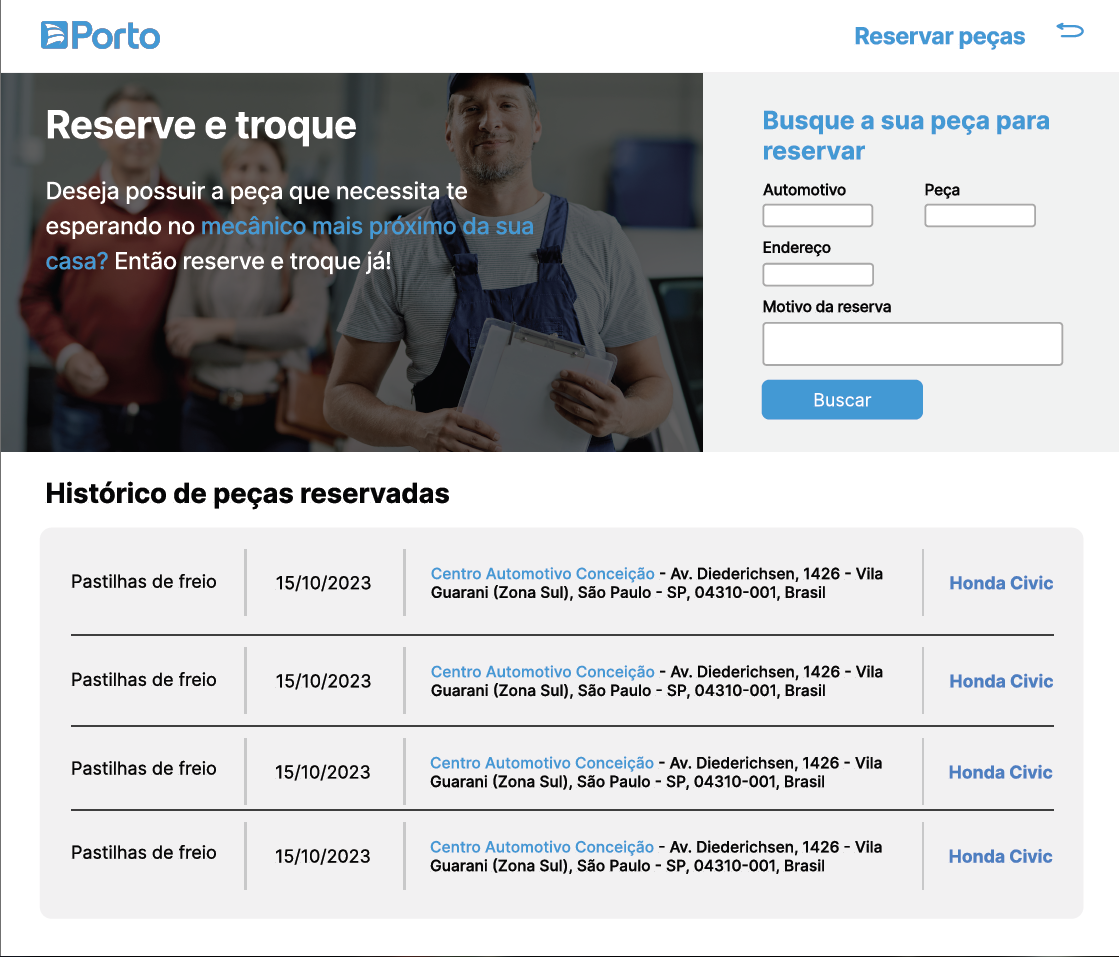 Porto
Reservar peças
Reserve e troque
Deseja possuir a peça que necessita te
esperando no mecânico mais próximo da sua
casa? Então reserve e troque já!
Busque a sua peça para
reservar
Automotivo
Peça
Endereço
Motivo da reserva
Buscar
Histórico de peças reservadas
Pastilhas de freio
15/10/2023
Centro Automotivo Conceição - Av. Diederichsen, 1426 - Vila
Guarani (Zona Sul), São Paulo - SP, 04310-001, Brasil
Honda Civic
Pastilhas de freio
15/10/2023
Centro Automotivo Conceição - Av. Diederichsen, 1426 - Vila
Guarani (Zona Sul), São Paulo - SP, 04310-001, Brasil
Honda Civic
Pastilhas de freio
15/10/2023
Centro Automotivo Conceição - Av. Diederichsen, 1426 - Vila
Guarani (Zona Sul), São Paulo - SP, 04310-001, Brasil
Honda Civic
Pastilhas de freio
15/10/2023
Centro Automotivo Conceição - Av. Diederichsen, 1426 - Vila
Guarani (Zona Sul), São Paulo - SP, 04310-001, Brasil
Honda Civic